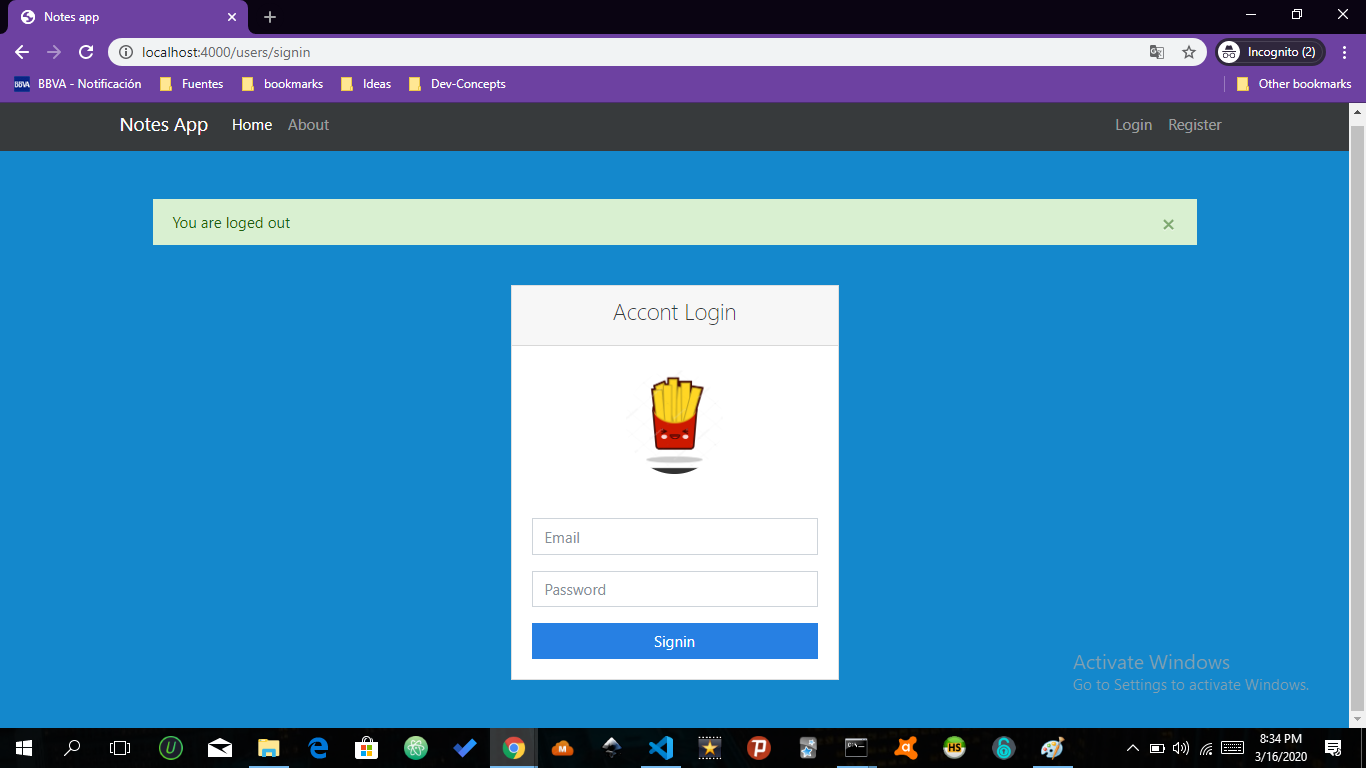 Notes app
localhost:4000/users/signin
Incognito (2)
BBVA BBVA - Notificación Fuentes bookmarks Ideas Dev-Concepts Other bookmarks
Notes App Home About Login Register
You are loged out
Accont Login
Email
Password
Signin
Activate Windows
Go to Settings to activate Windows.
U HS
8:34 PM
3/16/2020